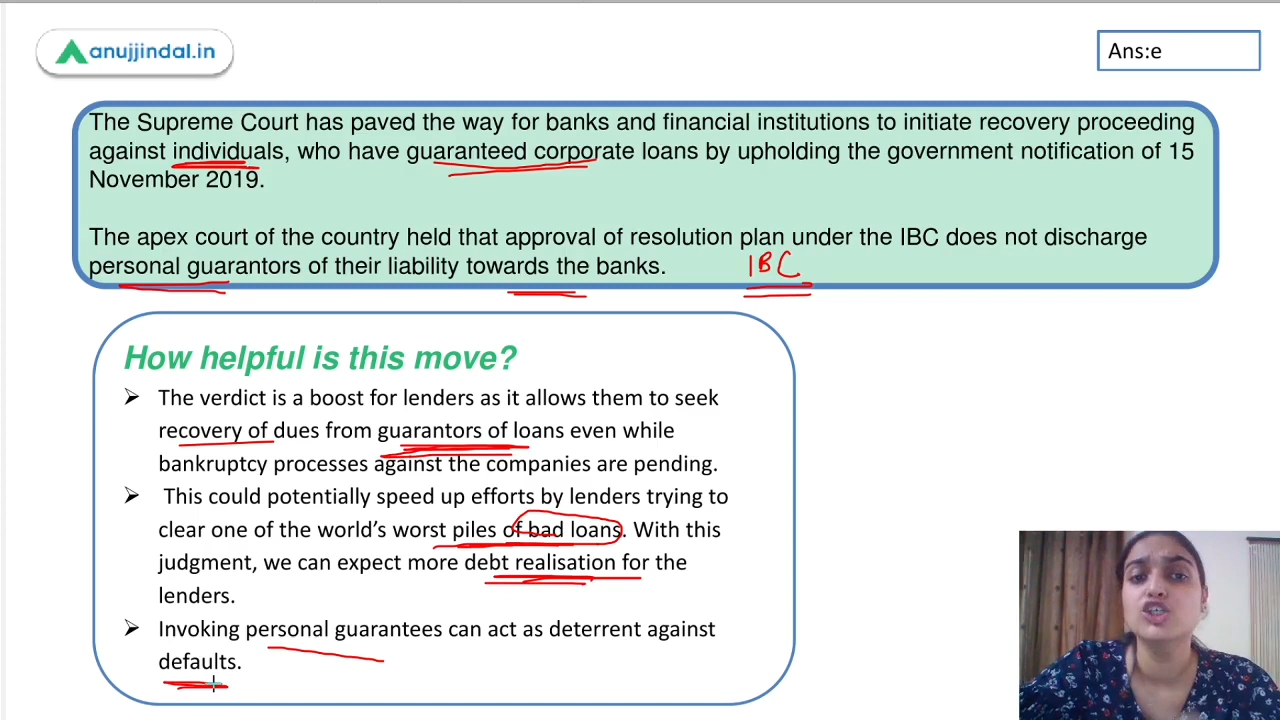 anujjindal.in
Ans:e
The Supreme Court has paved the way for banks and financial institutions to initiate recovery proceeding
against individuals, who have guaranteed corporate loans by upholding the government notification of 15
November 2019.
The apex court of the country held that approval of resolution plan under the IBC does not discharge
personal guarantors of their liability towards the banks.
IBC
How helpful is this move?
➢ The verdict is a boost for lenders as it allows them to seek
recovery of dues from guarantors of loans even while
bankruptcy processes against the companies are pending.
➢ This could potentially speed up efforts by lenders trying to
clear one of the world's worst piles of bad loans. With this
judgment, we can expect more debt realisation for the
lenders.
➢ Invoking personal guarantees can act as deterrent against
defaults.